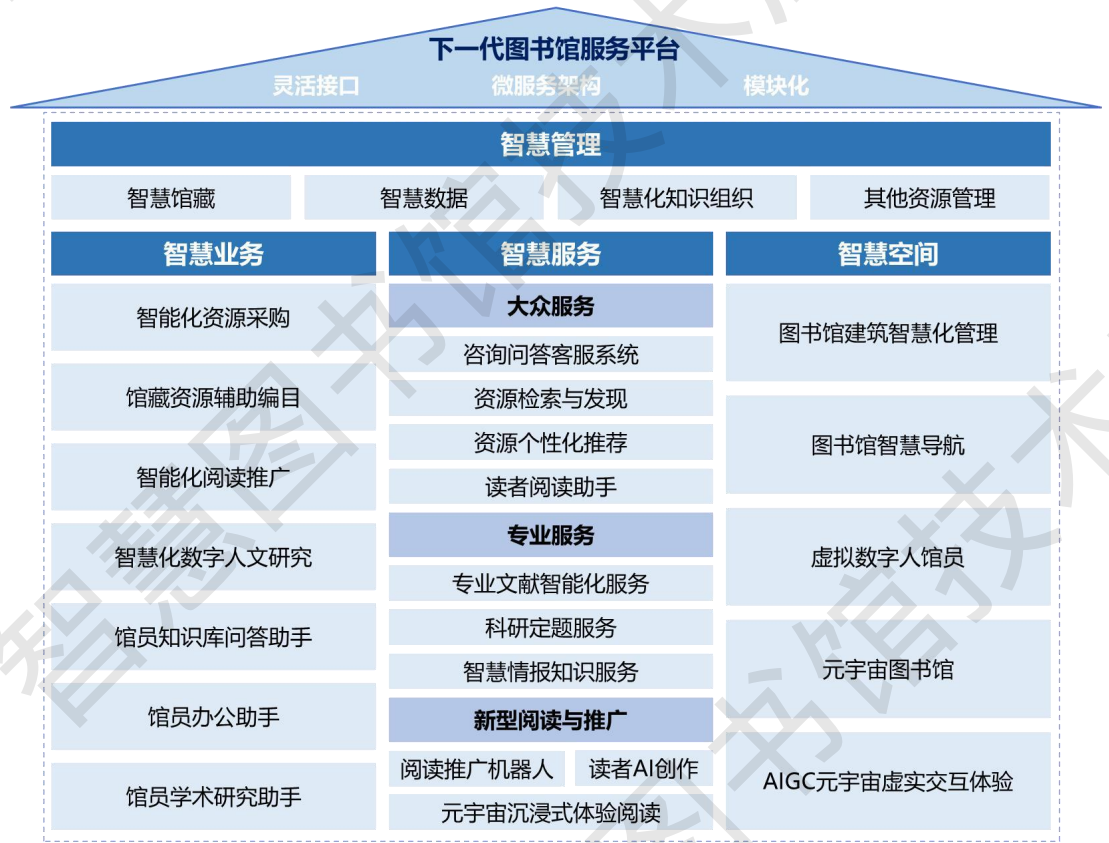 下一代图书馆服务平台
灵活接口 微服务架构 模块化
智慧管理
智慧馆藏 智慧数据 智慧化知识组织 其他资源管理
智慧业务
智能化资源采购
馆藏资源辅助编目
智能化阅读推广
智慧化数字人文研究
馆员知识库问答助手
馆员办公助手
馆员学术研究助手
智慧服务
大众服务
咨询问答客服系统
资源检索与发现
资源个性化推荐
读者阅读助手
专业服务
专业文献智能化服务
科研定题服务
智慧情报知识服务
新型阅读与推广
阅读推广机器人 读者AI创作
元宇宙沉浸式体验阅读
智慧空间
图书馆建筑智慧化管理
图书馆智慧导航
虚拟数字人馆员
元宇宙图书馆
AIGC元宇宙虚实交互体验
智慧图书馆技术
图书馆技术